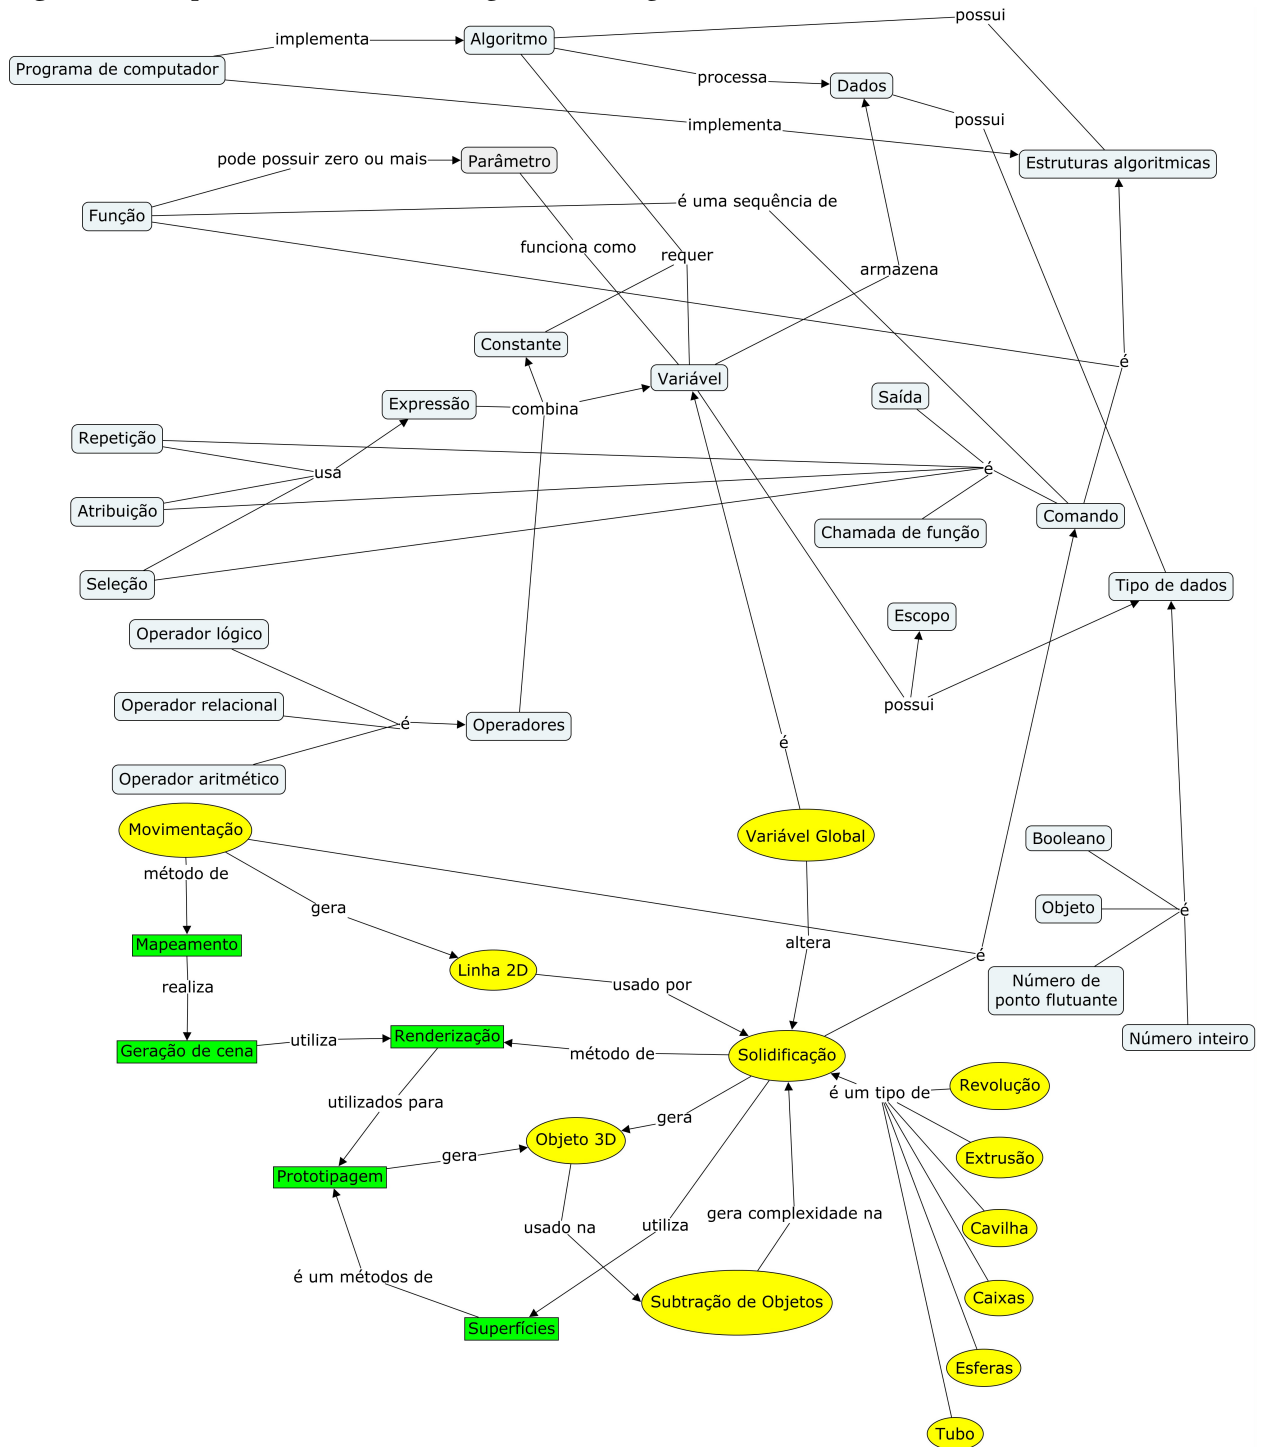 possui
implementa
Algoritmo
Programa de computador
processa
Dados
possui
implementa
pode possuir zero ou mais
Parâmetro
Estruturas algoritmicas
Função
é uma sequência de
funciona como
requer
armazena
Constante
é
Variável
Expressão
combina
Saída
Repetição
usa
é
Atribuição
Comando
Chamada de função
Seleção
Tipo de dados
Operador lógico
Escopo
Operador relacional
possui
é
Operadores
é
Operador aritmético
Movimentação
Variável Global
Booleano
método de
gera
Objeto
é
Mapeamento
altera
é
Linha 2D
realiza
usado por
Número de
ponto flutuante
Renderização
utiliza
Geração de cena
método de
Solidificação
Número inteiro
é um tipo de
Revolução
utilizados para
gera
Objeto 3D
gera
Extrusão
Prototipagem
usado na
utiliza
gera complexidade na
Cavilha
é um métodos de
Subtração de Objetos
Caixas
Superfícies
Esferas
Tubo